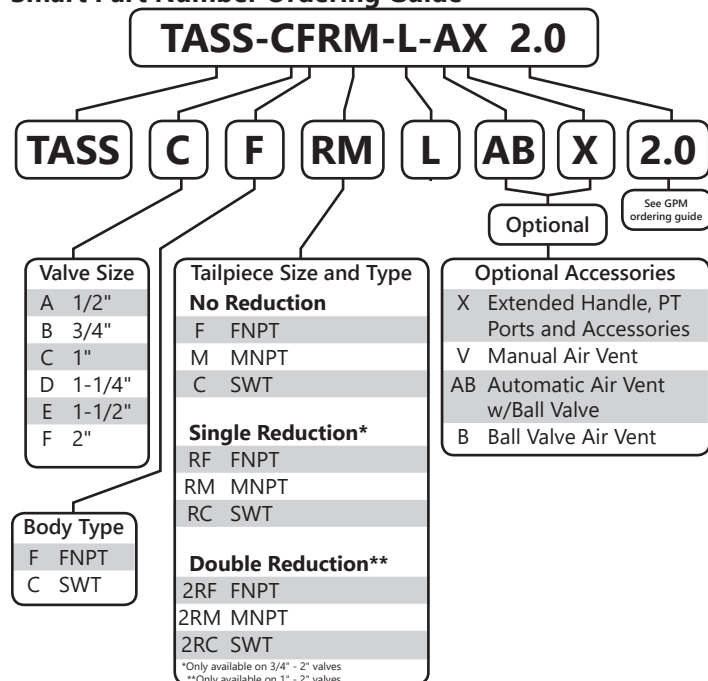 Smart Part Number Ordering Guide
TASS-CFRM-L-AX 2.0
TASS C F RM L AB X 2.0
See GPM
ordering guide
Optional
Valve Size
A 1/2"
B 3/4"
C 1"
D 1-1/4"
E 1-1/2"
F 2"
Body Type
F FNPT
C SWT
Tailpiece Size and Type
No Reduction
F FNPT
M MNPT
C SWT
Single Reduction*
RF FNPT
RM MNPT
RC SWT
Double Reduction**
2RF FNPT
2RM MNPT
2RC SWT
*Only available on 3/4" - 2" valves
**Only available on 1" - 2" valves
Optional Accessories
X Extended Handle, PT
Ports and Accessories
V Manual Air Vent
AB Automatic Air Vent
w/Ball Valve
B Ball Valve Air Vent